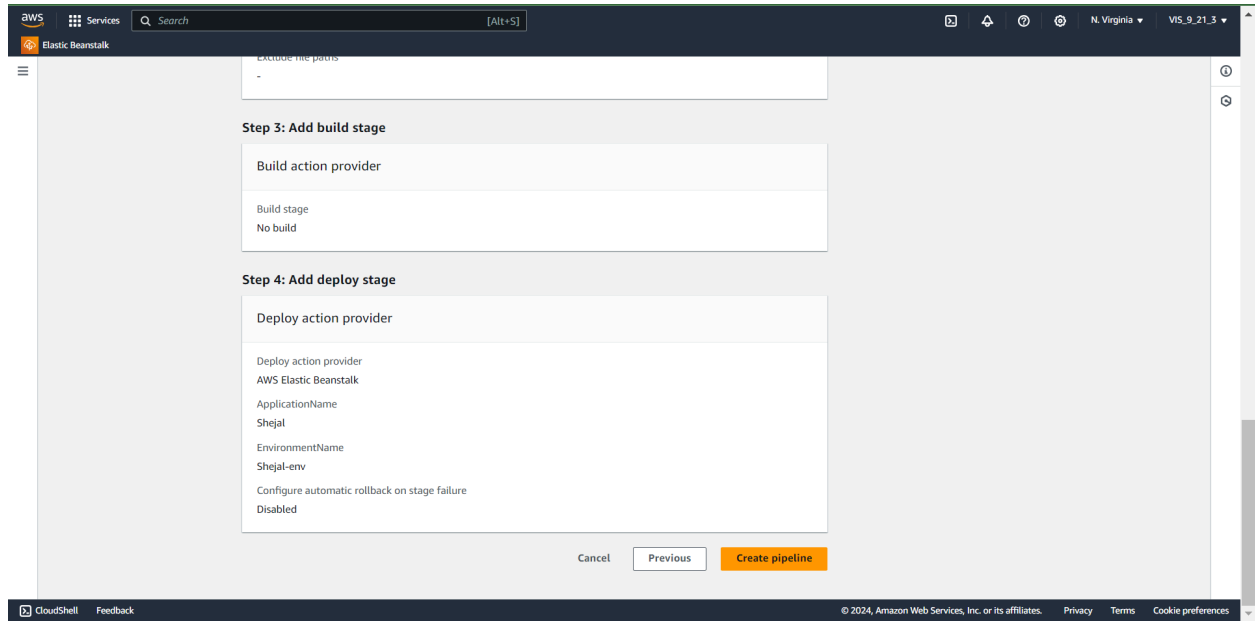 aws
Services
Search
[Alt+S]
N. Virginia
VIS_9_21_3
Elastic Beanstalk
Exclude file paths
-
Step 3: Add build stage
Build action provider
Build stage
No build
Step 4: Add deploy stage
Deploy action provider
Deploy action provider
AWS Elastic Beanstalk
ApplicationName
Shejal
EnvironmentName
Shejal-env
Configure automatic rollback on stage failure
Disabled
Cancel
Previous
Create pipeline
CloudShell
Feedback
© 2024, Amazon Web Services, Inc. or its affiliates.
Privacy
Terms
Cookie preferences